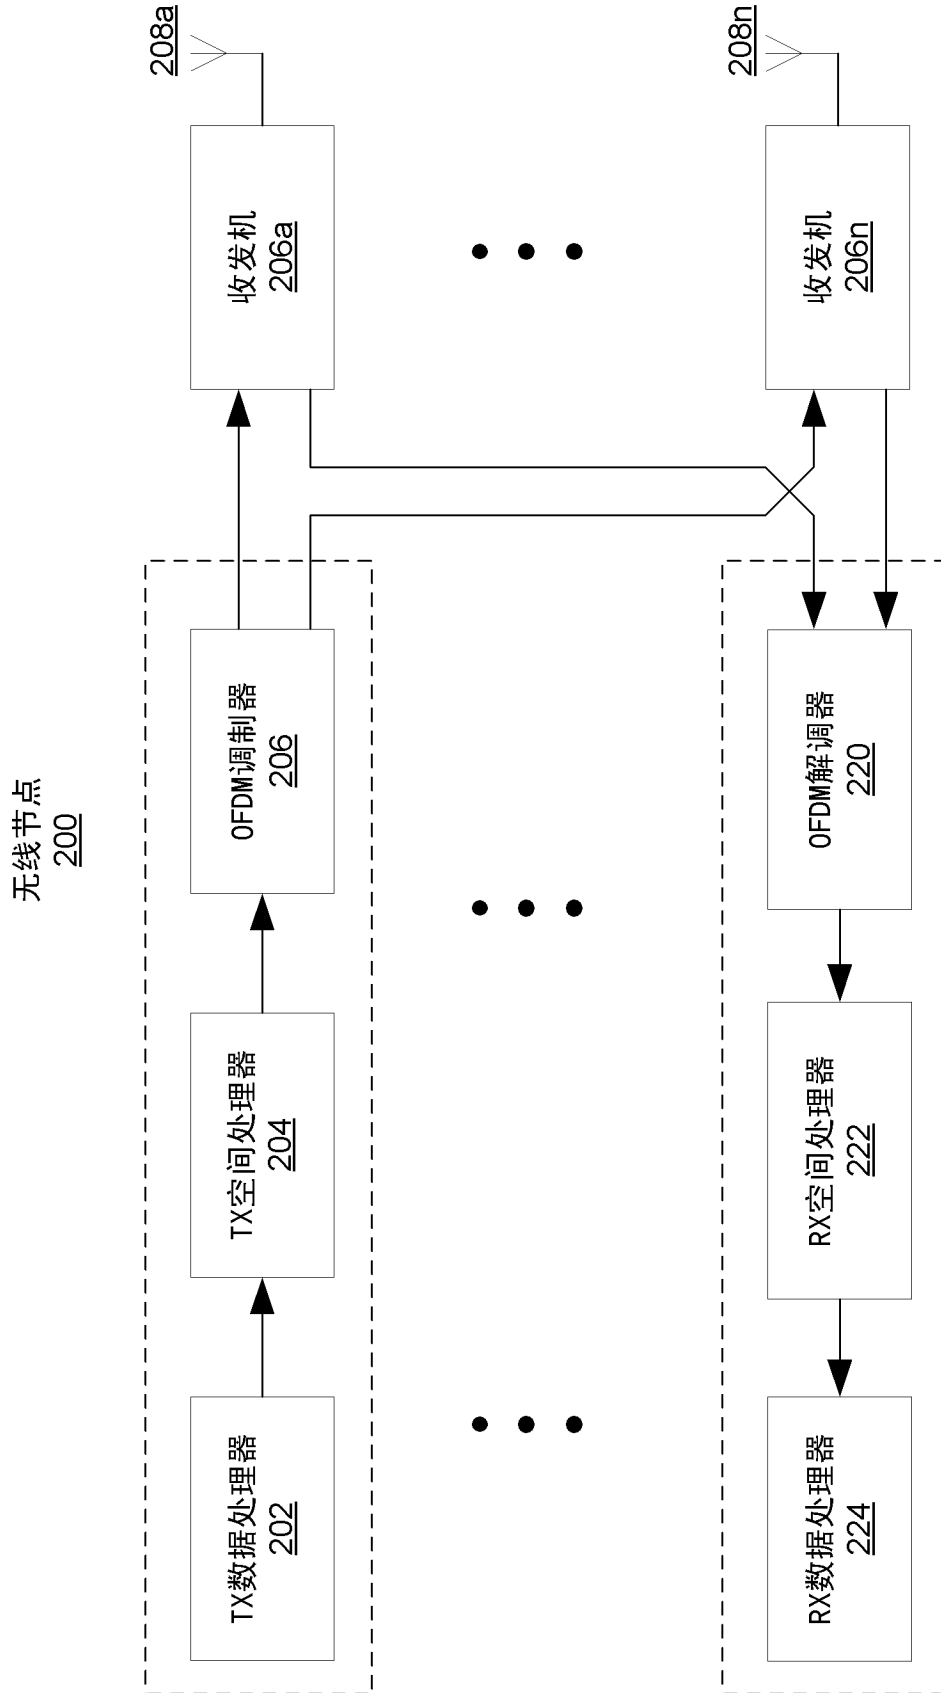 无线节点
200
TX数据处理器
202
TX空间处理器
204
OFDM调制器
206
收发机
206a
208a
RX数据处理器
224
RX空间处理器
222
OFDM解调器
220
收发机
206n
208n